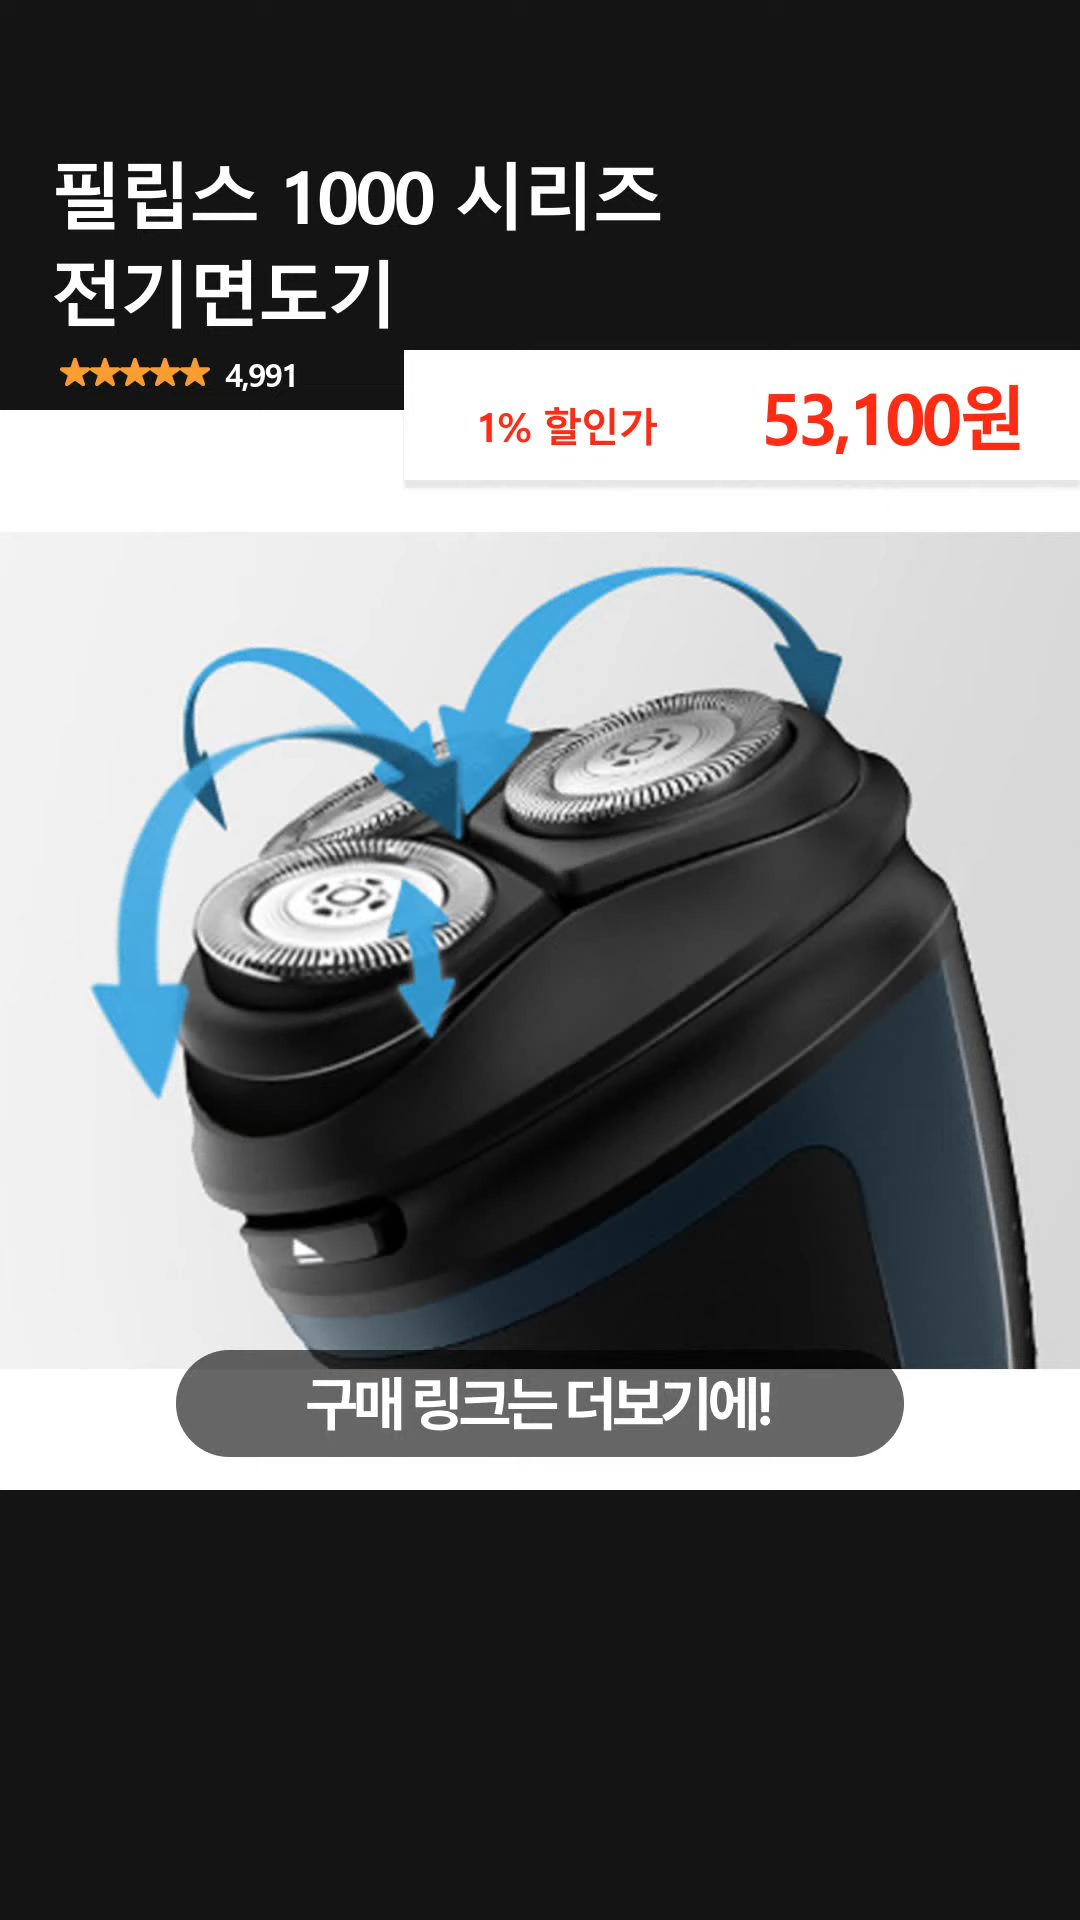 필립스 1000 시리즈
전기면도기
4,991
1% 할인가
53,100원
구매 링크는 더보기에!